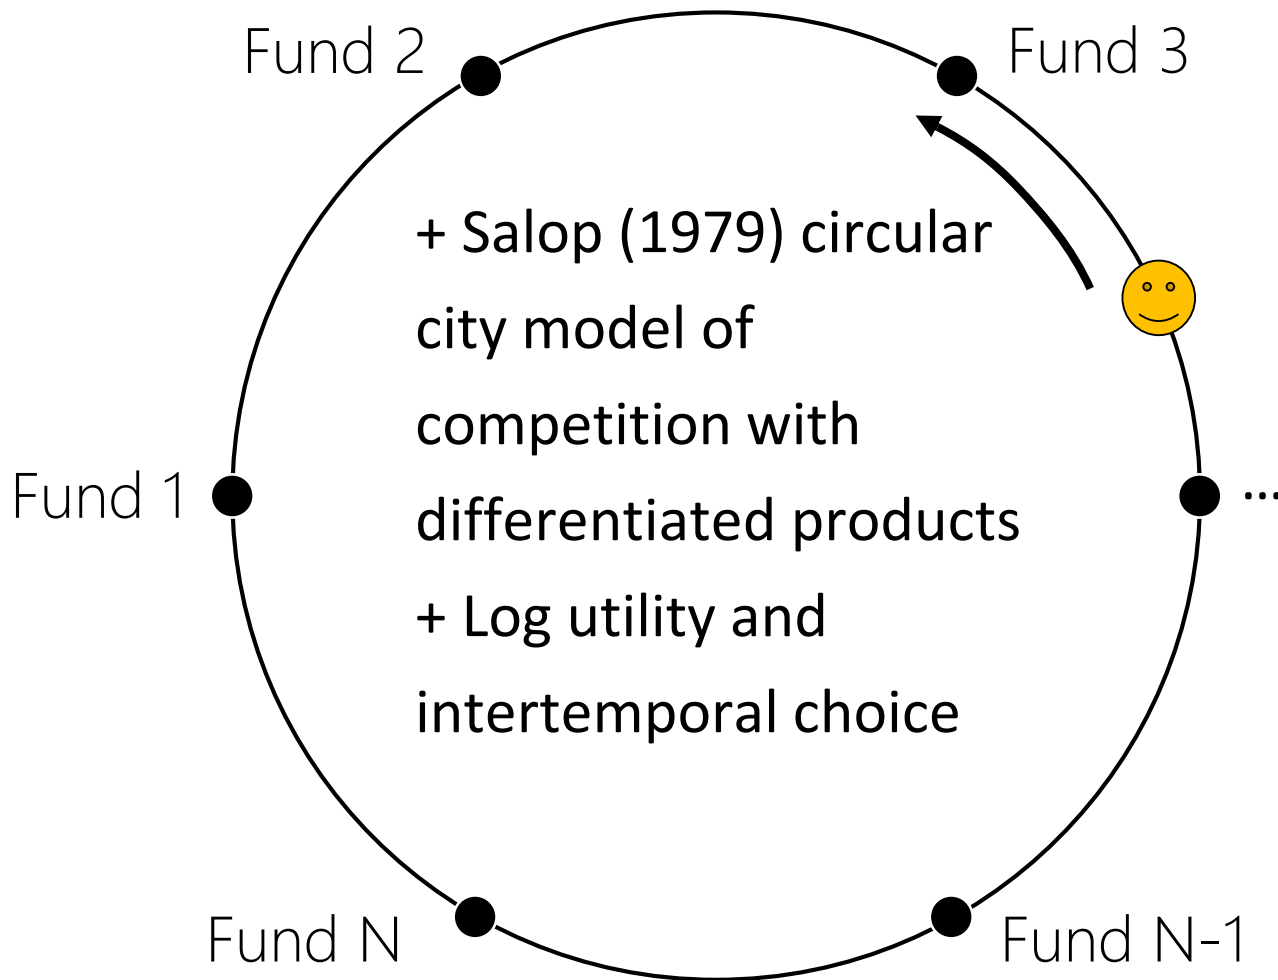 Fund 2
Fund 3
+ Salop (1979) circular
city model of
competition with
differentiated products
+ Log utility and
intertemporal choice
Fund 1
...
Fund N
Fund N-1